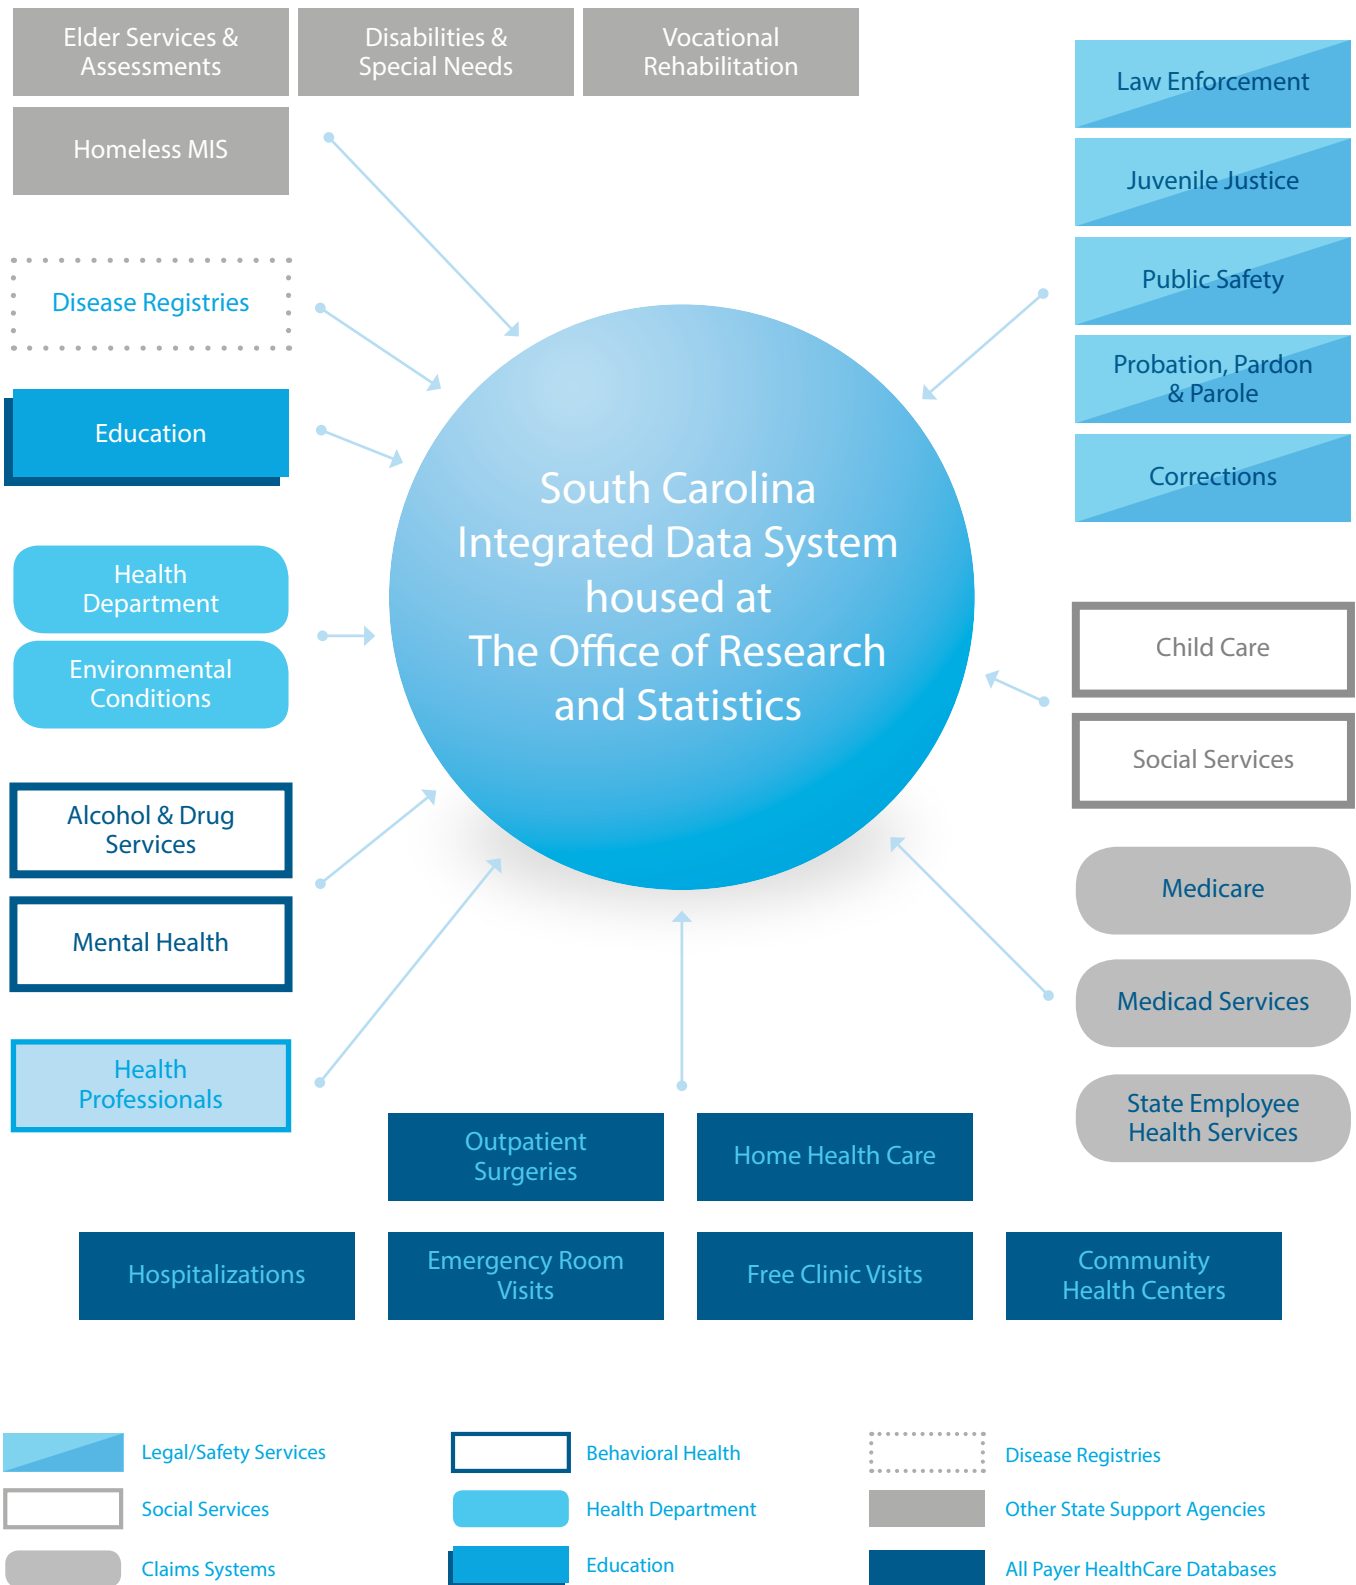 Elder Services &
Assessments
Disabilities &
Special Needs
Vocational
Rehabilitation
Homeless MIS
Disease Registries
Education
Health
Department
Environmental
Conditions
Alcohol & Drug
Services
Mental Health
Health
Professionals
South Carolina
Integrated Data System
housed at
The Office of Research
and Statistics
Law Enforcement
Juvenile Justice
Public Safety
Probation, Pardon
& Parole
Corrections
Child Care
Social Services
Medicare
Medicad Services
State Employee
Health Services
Outpatient
Surgeries
Home Health Care
Hospitalizations
Emergency Room
Visits
Free Clinic Visits
Community
Health Centers
Legal/Safety Services
Social Services
Claims Systems
Behavioral Health
Health Department
Education
Disease Registries
Other State Support Agencies
All Payer HealthCare Databases